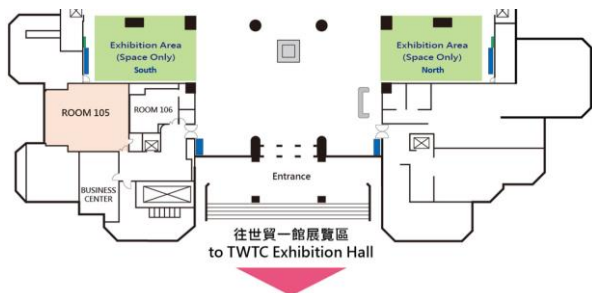 Exhibition Area
(Space Only)
South
Exhibition Area
(Space Only)
North
ROOM 105
ROOM 106
BUSINESS
CENTER
Entrance
往世貿一館展覽區
to TWTC Exhibition Hall